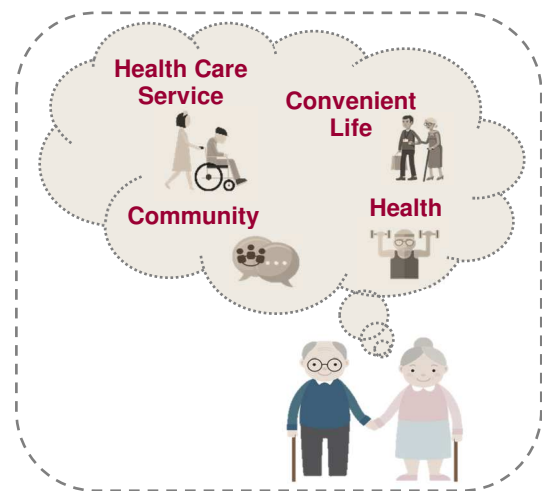 Health Care
Service
Convenient
Life
Community
Health